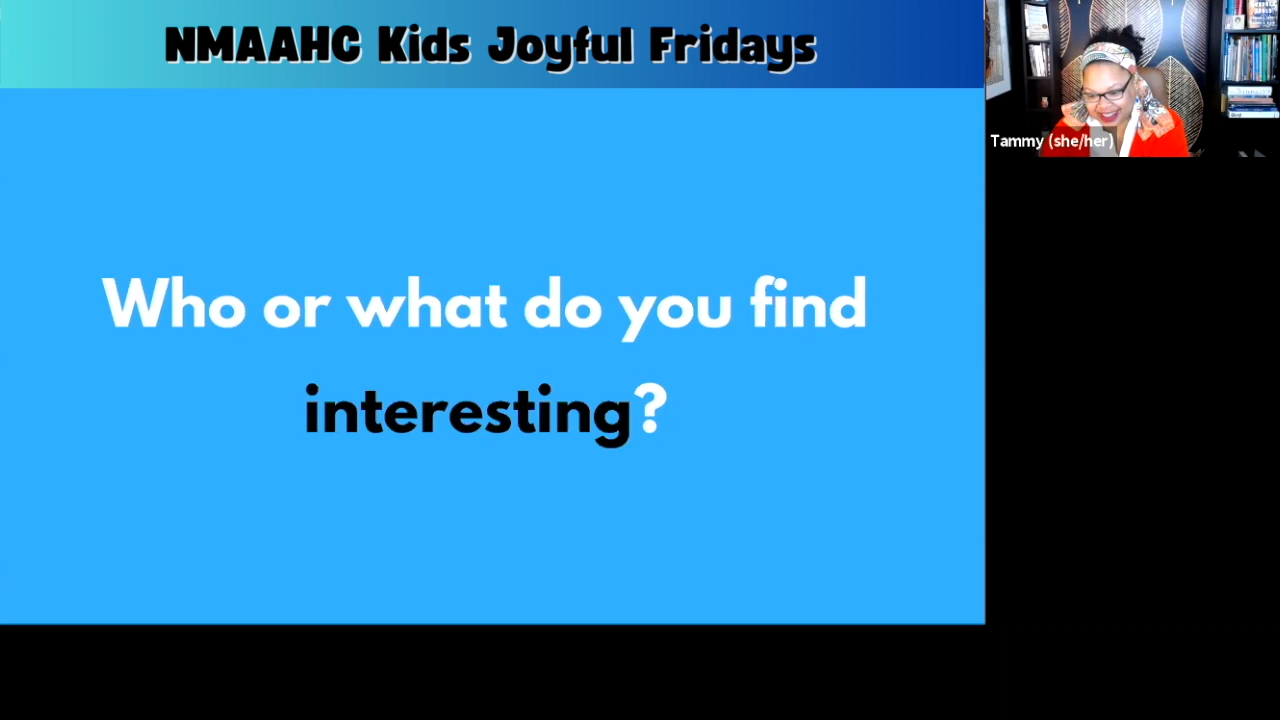 NMAAHC Kids Joyful Fridays
Tammy (she/her)
Who or what do you find
interesting?